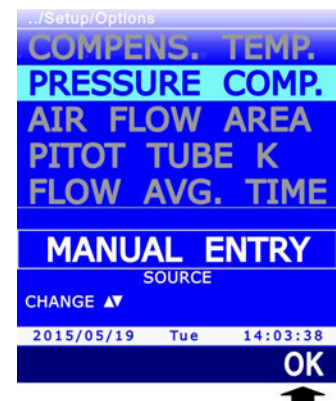 ../Setup/Options
COMPENS. TEMP.
PRESSURE COMP.
AIR FLOW AREA
PITOT TUBE K
FLOW AVG. TIME
MANUAL ENTRY
SOURCE
CHANGE ▲▼
2015/05/19 Tue 14:03:38
OK